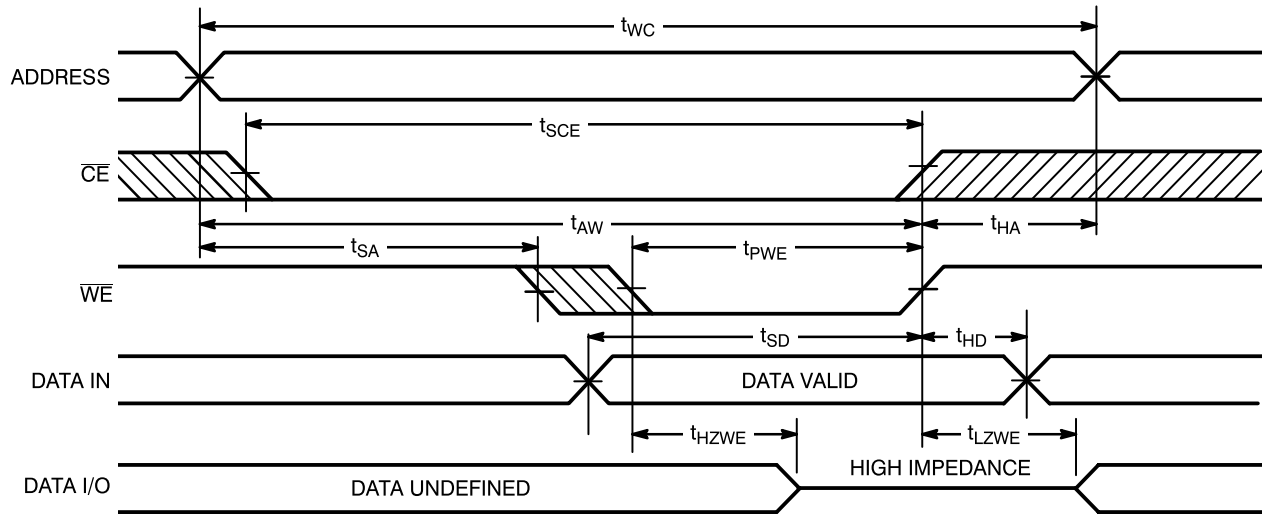 tWC
ADDRESS
tSCE
CE
tAW
tHA
tSA
tPWE
WE
tSD
tHD
DATA IN
DATA VALID
tHZWE
tLZWE
HIGH IMPEDANCE
DATA I/O
DATA UNDEFINED